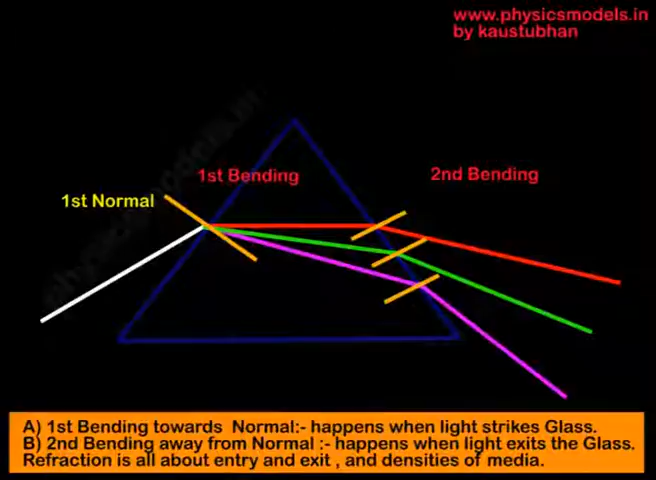 www.physicsmodels.in
by kaustubhan
physicsmodels.in
1st Bending
2nd Bending
1st Normal
A) 1st Bending towards Normal:- happens when light strikes Glass.
B) 2nd Bending away from Normal :- happens when light exits the Glass.
Refraction is all about entry and exit , and densities of media.